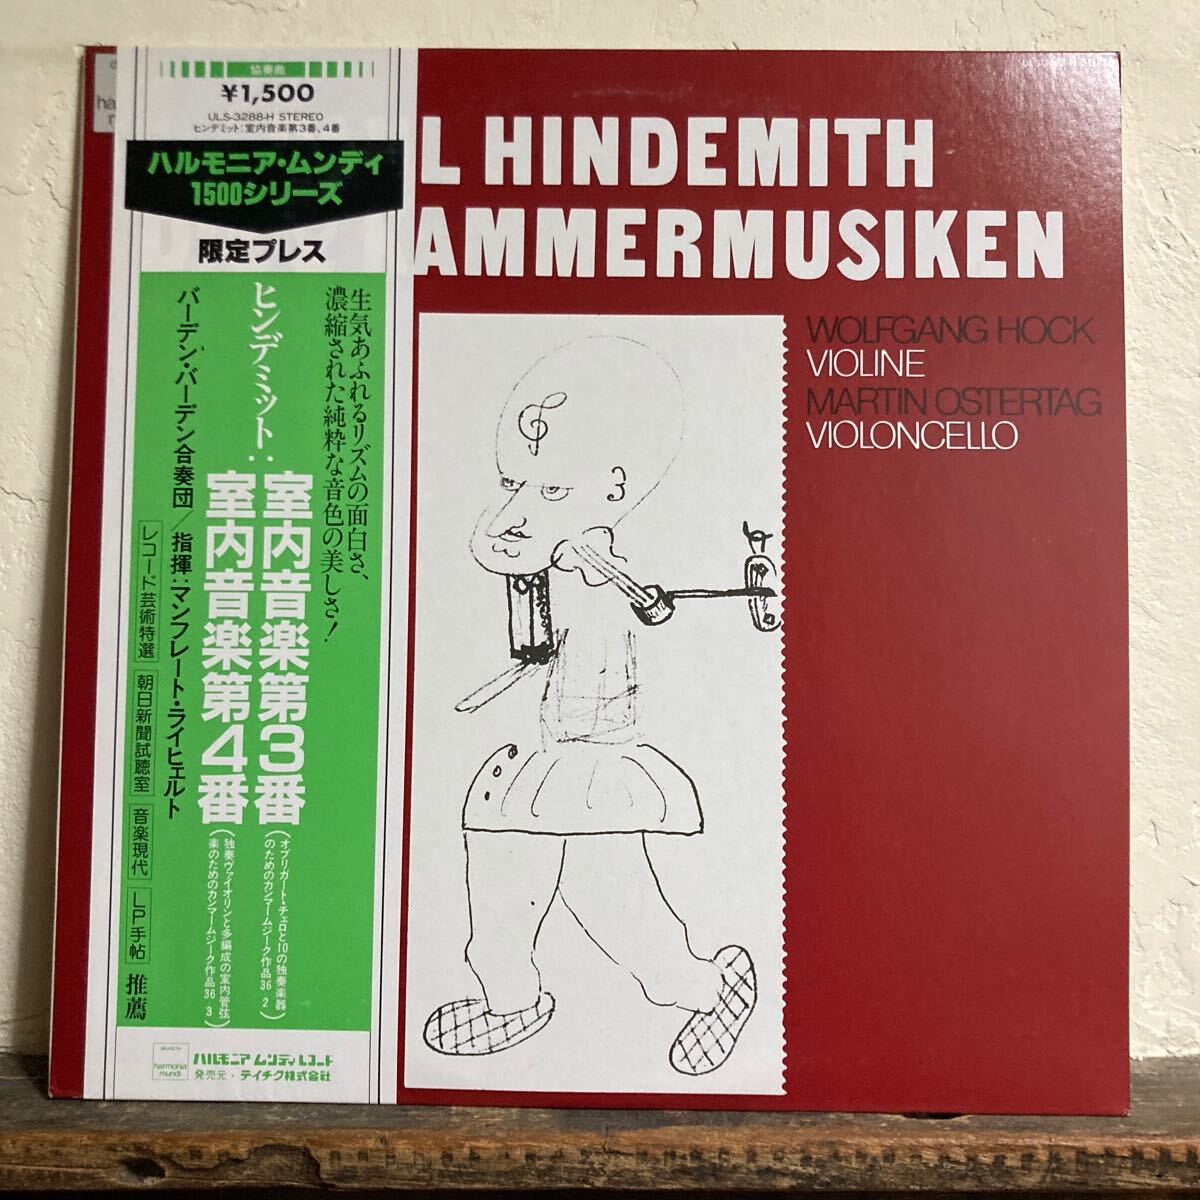 協奏曲
¥1,500
ULS-3288-H STEREO
ヒンデミット:室内音楽第3番、4番
ハルモニア・ムンディ
1500シリーズ
限定プレス
生気あふれるリズムの面白さ、
濃縮された純粋な音色の美しさ!
ヒンデミット:
室内音楽第3番
(オブリガート・チェロと10の独奏楽器
のためのカンマームジーク作品36 2)
室内音楽第4番
(独奏ヴァイオリンと多編成の室内管弦
楽のためのカンマームジーク作品36 3)
バーデン・バーデン合奏団/指揮:マンフレート・ライヒェルト
レコード芸術特選
朝日新聞試聴室
音楽現代
LP手帖
推薦
harmonia
mundi
ハルモニア ムンディ レコード
発売元・テイチク株式会社
L HINDEMITH
AMMERMUSIKEN
WOLFGANG HOCK
VIOLINE
MARTIN OSTERTAG
VIOLONCELLO